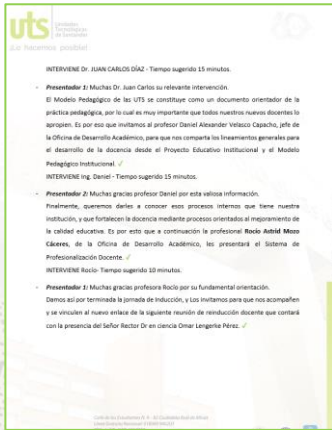 uts Unidades
Tecnológicas
de Santander
¡Lo hacemos posible!
INTERVIENE Dr. JUAN CARLOS DÍAZ - Tiempo sugerido 15 minutos.
- Presentador 1: Muchas Dr. Juan Carlos su relevante intervención.
El Modelo Pedagógico de las UTS se constituye como un documento orientador de la
práctica pedagógica, por lo cual es muy importante que todos nuestros nuevos docentes lo
apropien. Es por eso que invitamos al profesor Daniel Alexander Velasco Capacho, jefe de
la Oficina de Desarrollo Académico, para que nos comparta los lineamientos generales para
el desarrollo de la docencia desde el Proyecto Educativo Institucional y el Modelo
Pedagógico Institucional. ✓
INTERVIENE Ing. Daniel - Tiempo sugerido 15 minutos.
- Presentador 2: Muchas gracias profesor Daniel por esta valiosa información.
Finalmente, queremos darles a conocer esos procesos internos que tiene nuestra
institución, y que fortalecen la docencia mediante procesos orientados al mejoramiento de
la calidad educativa. Es por esto que a continuación la profesional Rocío Astrid Mozo
Cáceres, de la Oficina de Desarrollo Académico, les presentará el Sistema de
Profesionalización Docente. ✓
INTERVIENE Rocío- Tiempo sugerido 10 minutos.
- Presentador 1: Muchas gracias profesora Rocío por su fundamental orientación.
Damos así por terminada la jornada de Inducción, y Los invitamos para que nos acompañen
y se vinculen al nuevo enlace de la siguiente reunión de reinducción docente que contará
con la presencia del Señor Rector Dr en ciencia Omar Lengerke Pérez. ✓